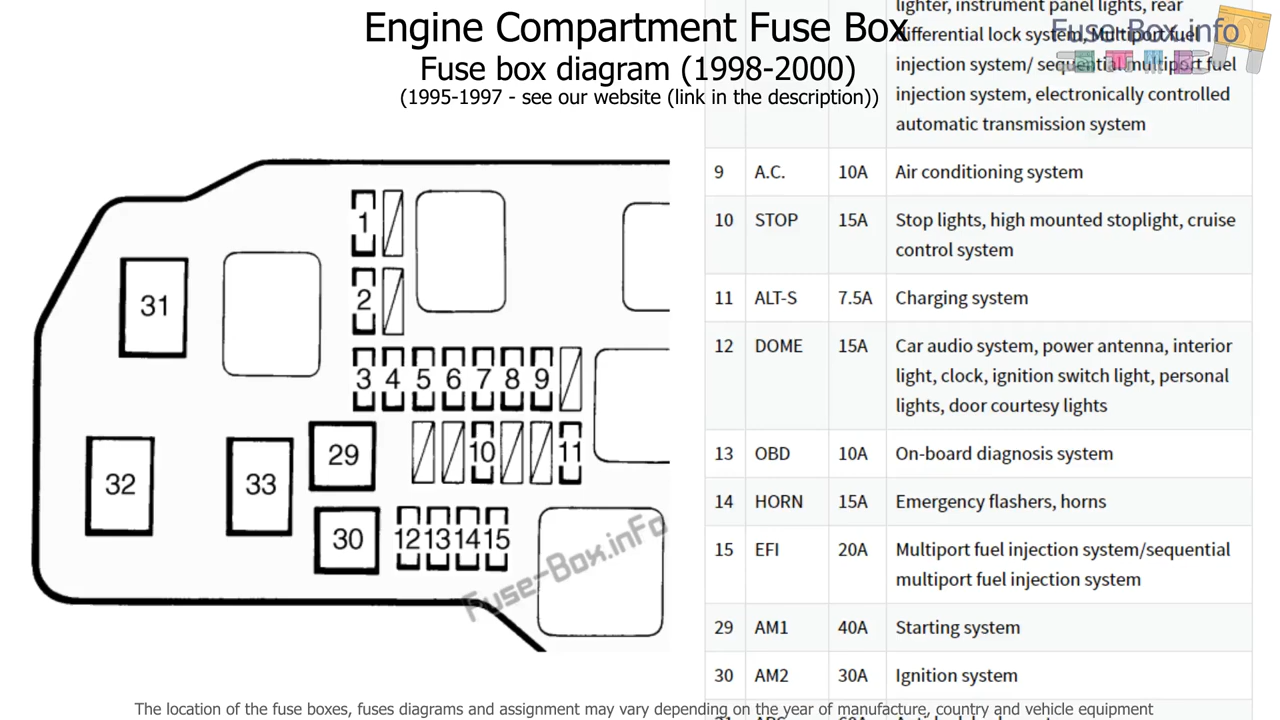 Engine Compartment Fuse Box
Fuse box diagram (1998-2000)
(1995-1997 - see our website (link in the description))
Fuse-Box.info
lighter, instrument panel lights, rear
differential lock system, Multiport fuel
injection system/ sequential multiport fuel
injection system, electronically controlled
automatic transmission system
9 A.C. 10A Air conditioning system
10 STOP 15A Stop lights, high mounted stoplight, cruise
control system
11 ALT-S 7.5A Charging system
12 DOME 15A Car audio system, power antenna, interior
light, clock, ignition switch light, personal
lights, door courtesy lights
13 OBD 10A On-board diagnosis system
14 HORN 15A Emergency flashers, horns
15 EFI 20A Multiport fuel injection system/sequential
multiport fuel injection system
29 AM1 40A Starting system
30 AM2 30A Ignition system
1
2
31
3 4 5 6 7 8 9
29 10 11
32 33
30 12 13 14 15
Fuse-Box.inFo
The location of the fuse boxes, fuses diagrams and assignment may vary depending on the year of manufacture, country and vehicle equipment